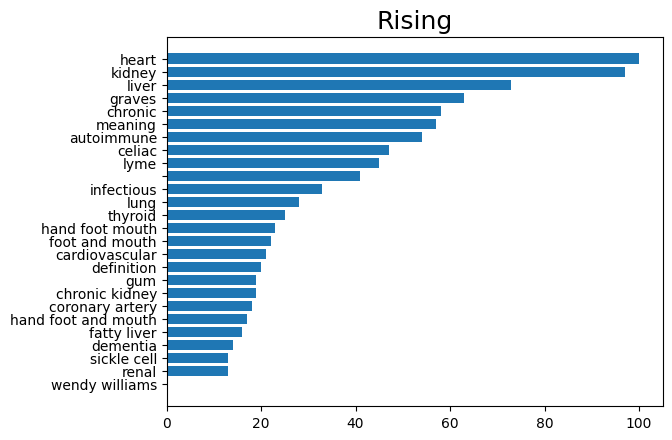 Rising
heart
kidney
liver
graves
chronic
meaning
autoimmune
celiac
lyme
infectious
lung
thyroid
hand foot mouth
foot and mouth
cardiovascular
definition
gum
chronic kidney
coronary artery
hand foot and mouth
fatty liver
dementia
sickle cell
renal
wendy williams
0 20 40 60 80 100